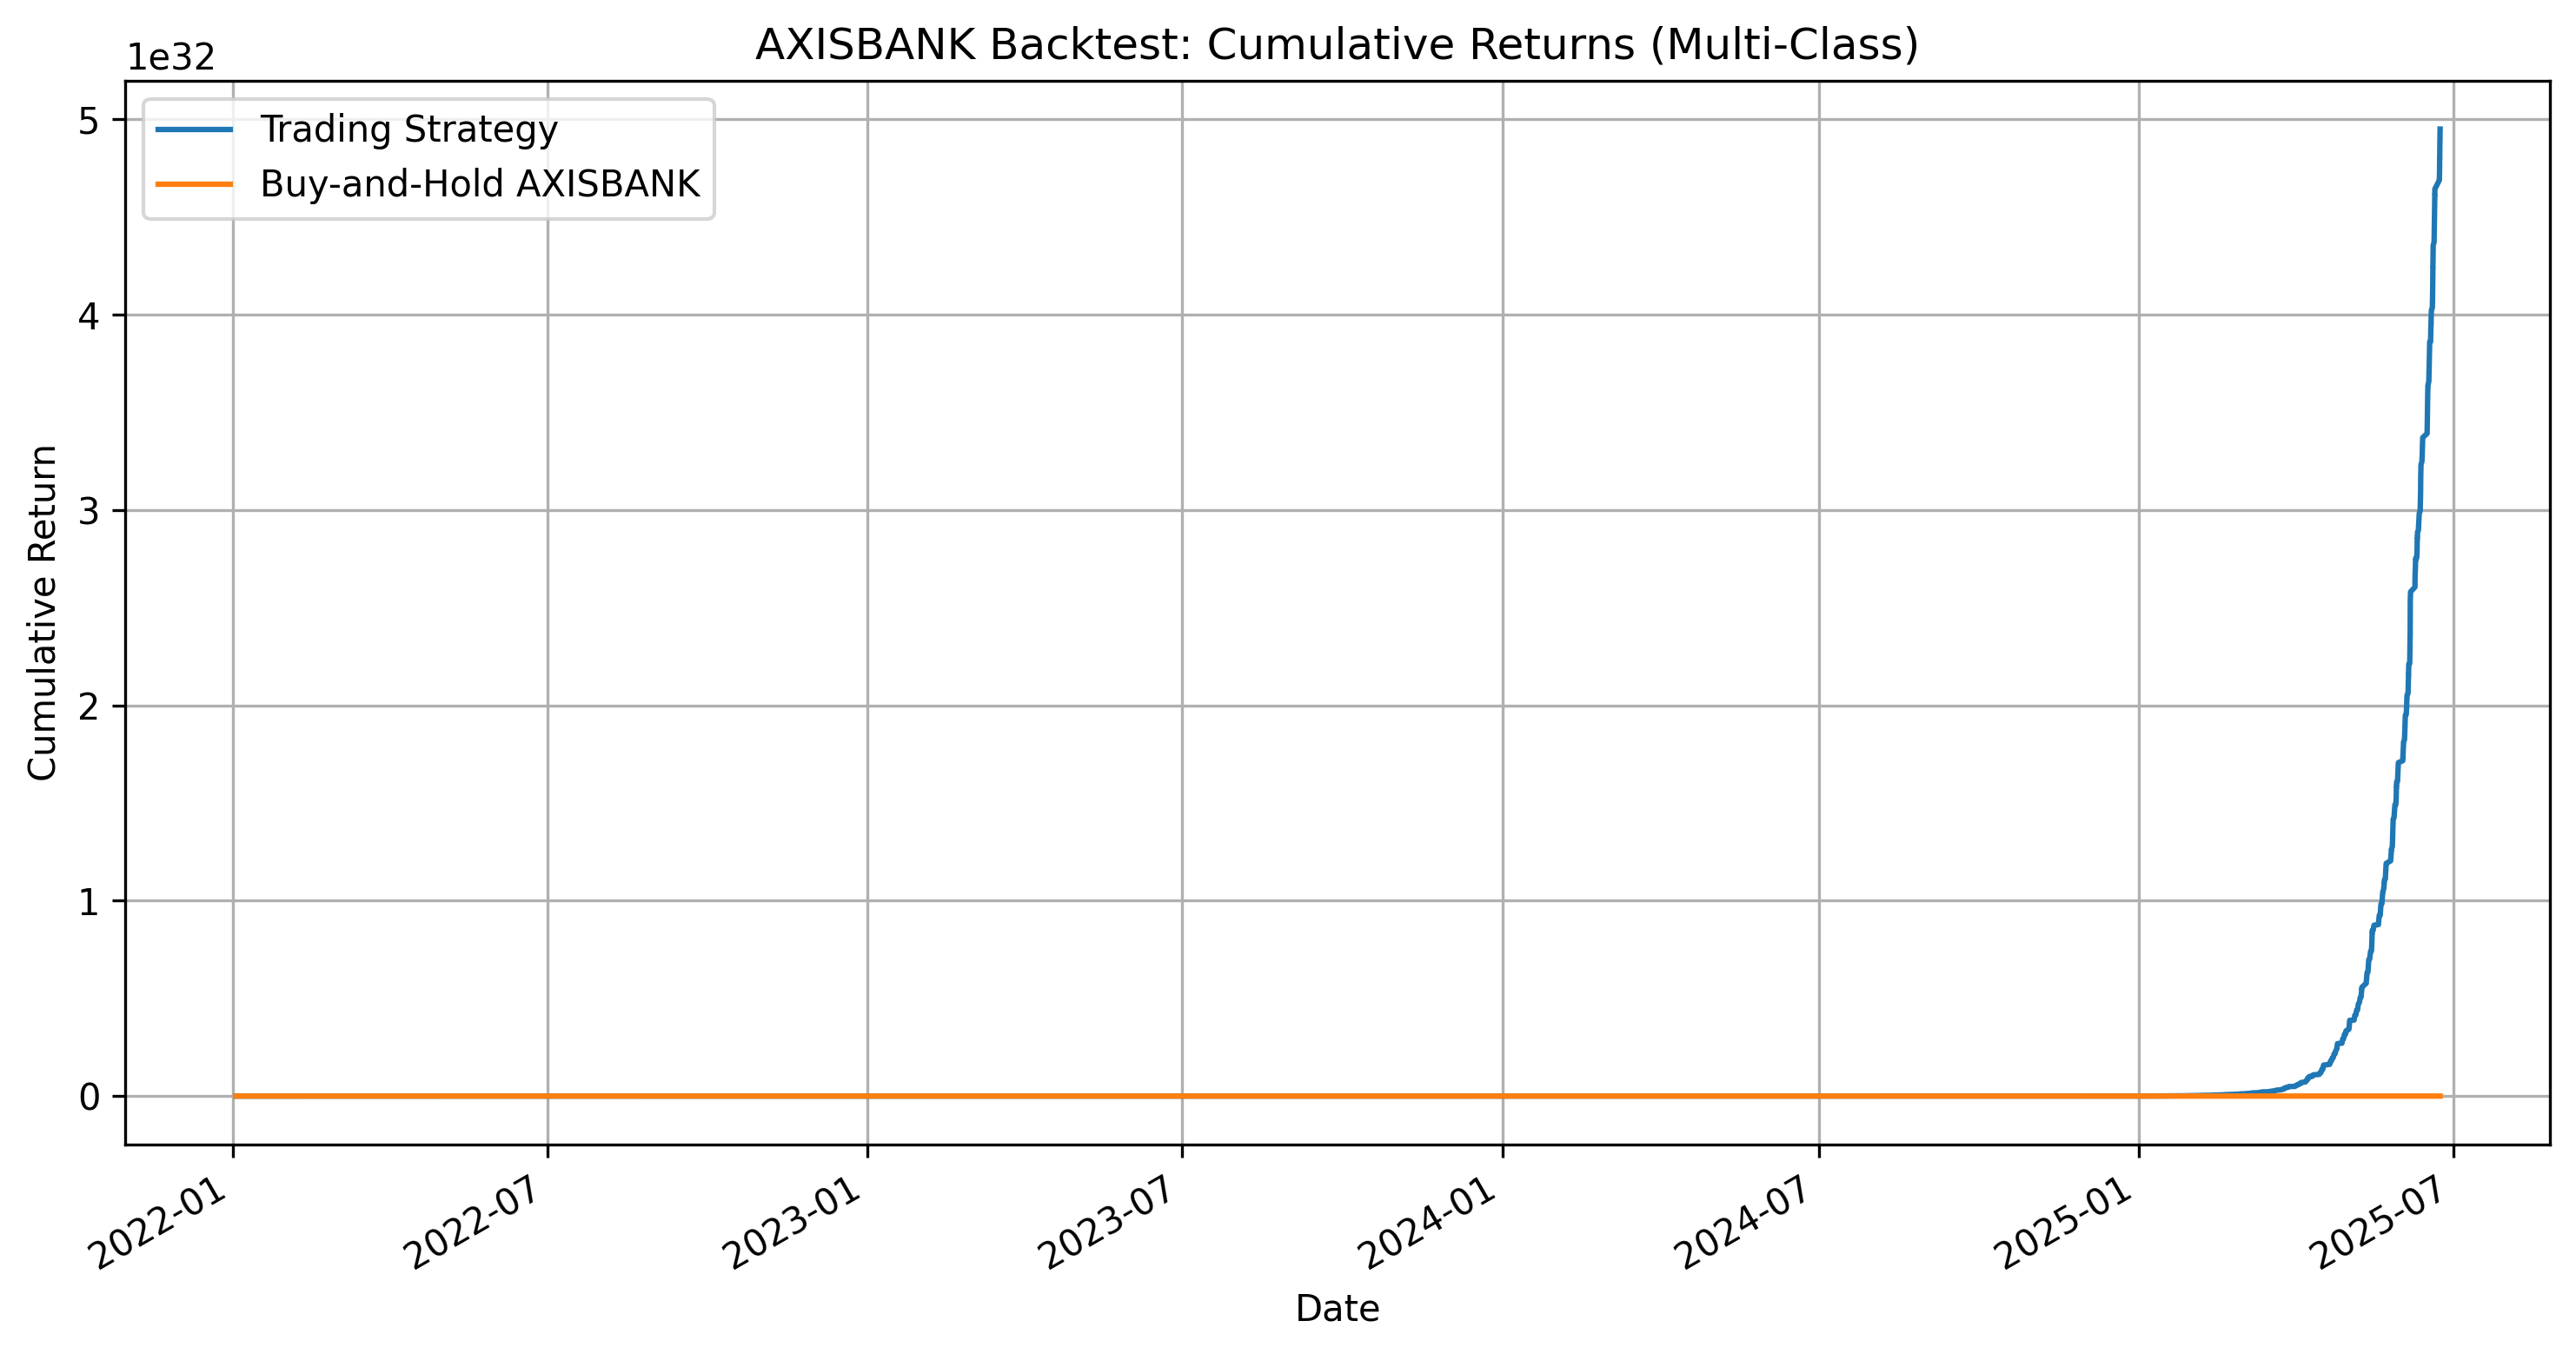 AXISBANK Backtest: Cumulative Returns (Multi-Class)
1e32
Trading Strategy
Buy-and-Hold AXISBANK
5
4
3
2
1
0
Cumulative Return
2022-01
2022-07
2023-01
2023-07
2024-01
2024-07
2025-01
2025-07
Date